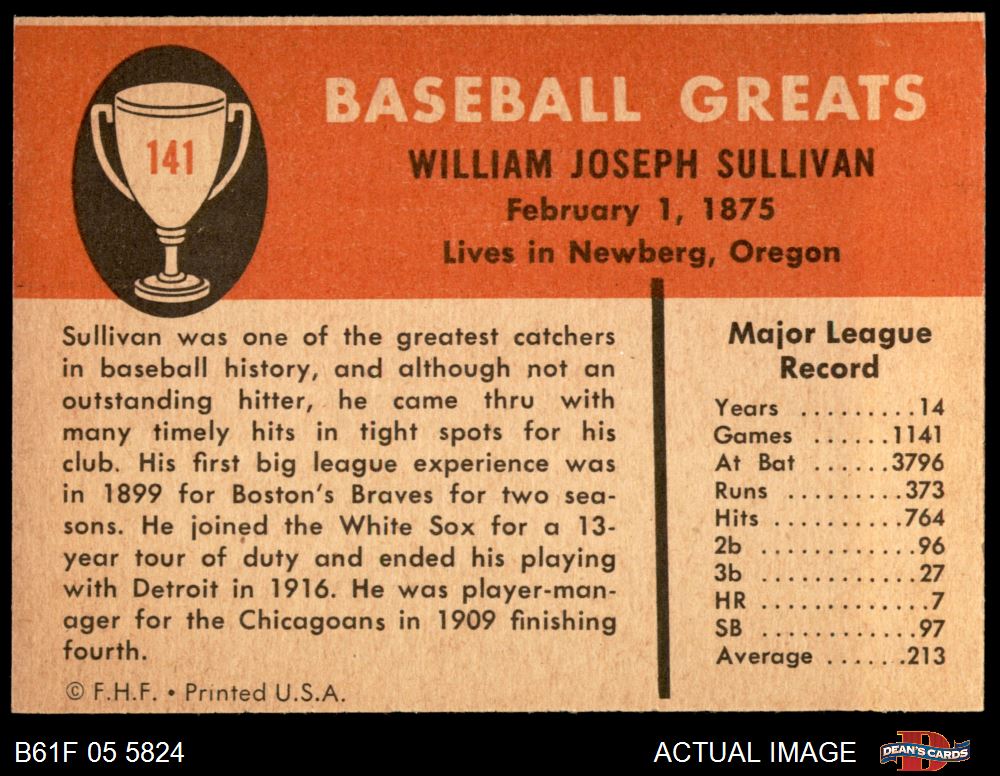 141
BASEBALL GREATS
WILLIAM JOSEPH SULLIVAN
February 1, 1875
Lives in Newberg, Oregon
Sullivan was one of the greatest catchers
in baseball history, and although not an
outstanding hitter, he came thru with
many timely hits in tight spots for his
club. His first big league experience was
in 1899 for Boston's Braves for two sea-
sons. He joined the White Sox for a 13-
year tour of duty and ended his playing
with Detroit in 1916. He was player-man-
ager for the Chicagoans in 1909 finishing
fourth.
© F.H.F. • Printed U.S.A.
Major League
Record
Years .........14
Games ......1141
At Bat ......3796
Runs .........373
Hits ..........764
2b ............96
3b ............27
HR ............7
SB ............97
Average ......213
B61F 05 5824
ACTUAL IMAGE
D
DEAN'S CARDS